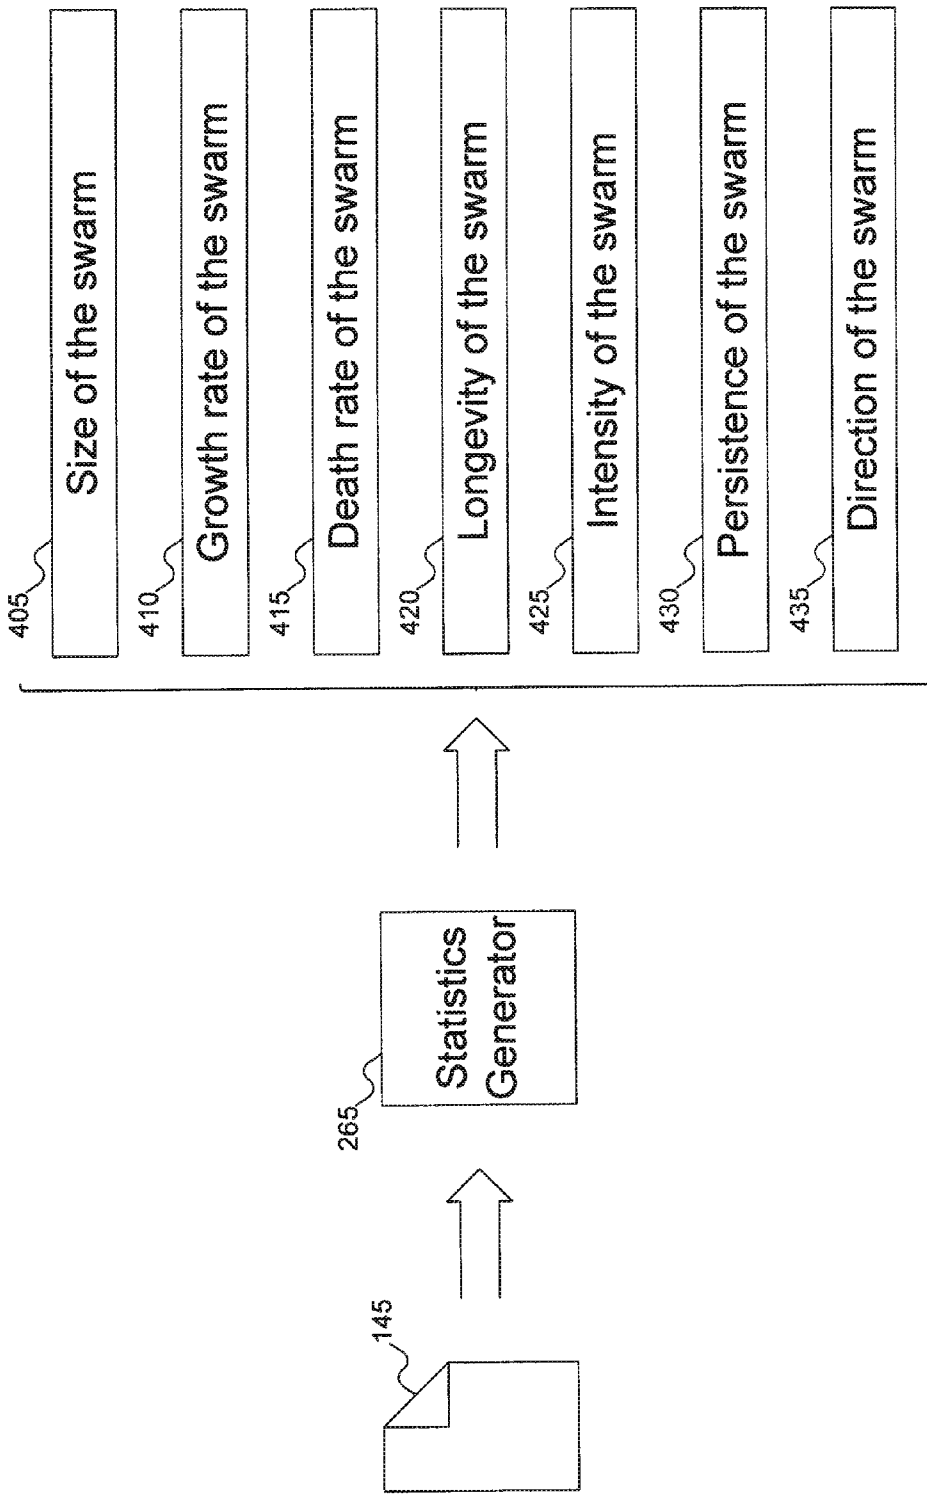 145
265
Statistics
Generator
405
Size of the swarm
410
Growth rate of the swarm
415
Death rate of the swarm
420
Longevity of the swarm
425
Intensity of the swarm
430
Persistence of the swarm
435
Direction of the swarm